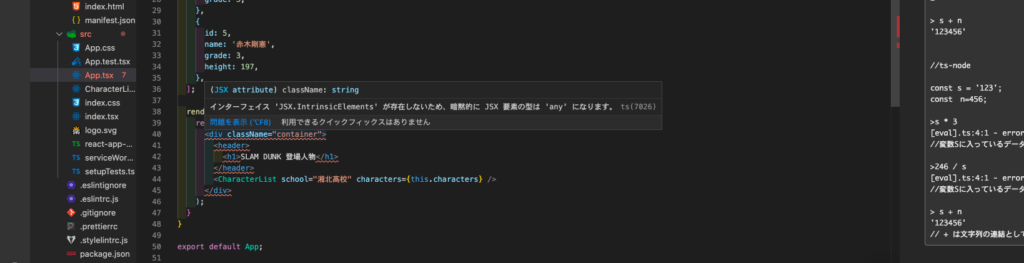 index.html
manifest.json
src
App.css
App.test.tsx
App.tsx 7
CharacterLi...
index.css
index.tsx
logo.svg
react-app-...
serviceWor...
setupTests.ts
.eslintignore
.eslintrc.js
.gitignore
.prettierrc
.stylelintrc.js
package.json
28
29 },
30 {
31 id: 5,
32 name: '赤木剛憲',
33 grade: 3,
34 height: 197,
35 },
36 ];
37
(JSX attribute) className: string
インターフェイス 'JSX.IntrinsicElements' が存在しないため、暗黙的に JSX 要素の型は 'any' になります。 ts(7026)
問題を表示 (⌥F8) 利用できるクイックフィックスはありません
38 rend
39 re
40 <div className="container">
41 <header>
42 <h1>SLAM DUNK 登場人物</h1>
43 </header>
44 <CharacterList school="湘北高校" characters={this.characters} />
45 </div>
46 );
47 }
48 }
49
50 export default App;
51
> s + n
'123456'
//ts-node
const s = '123';
const n=456;
>s * 3
[eval].ts:4:1 - error
//変数Sに入っているデータ
>246 / s
[eval].ts:4:1 - error
//変数Sに入っているデータ
> s + n
'123456'
// + は文字列の連結として